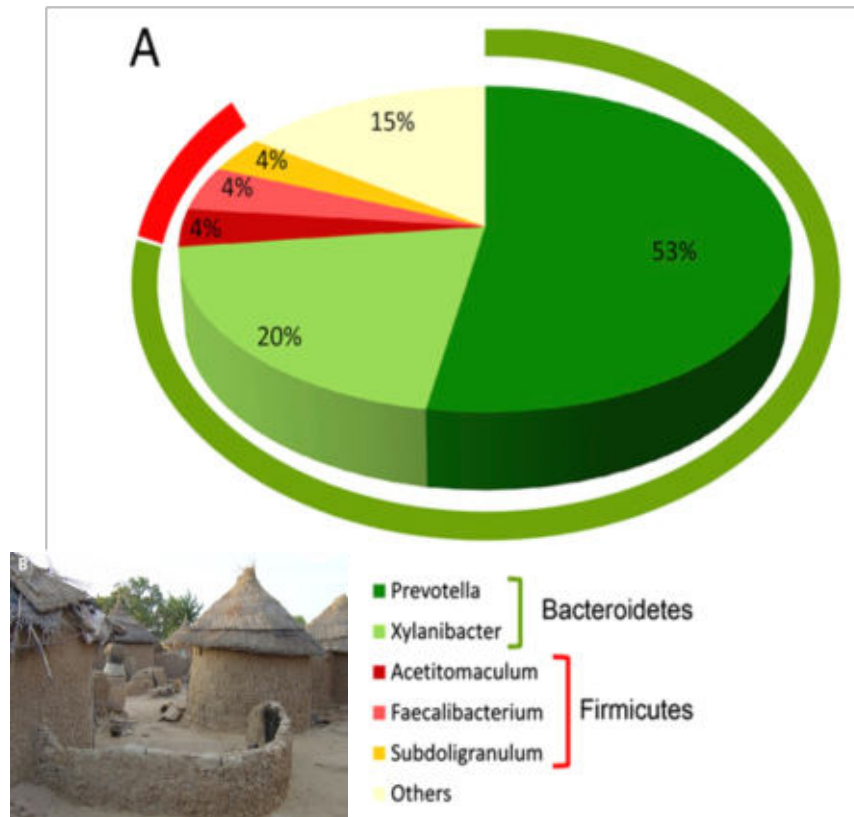 A
15%
4%
4%
4%
53%
20%
B
Prevotella
Xylanibacter
Bacteroidetes
Acetitomaculum
Faecalibacterium
Subdoligranulum
Firmicutes
Others